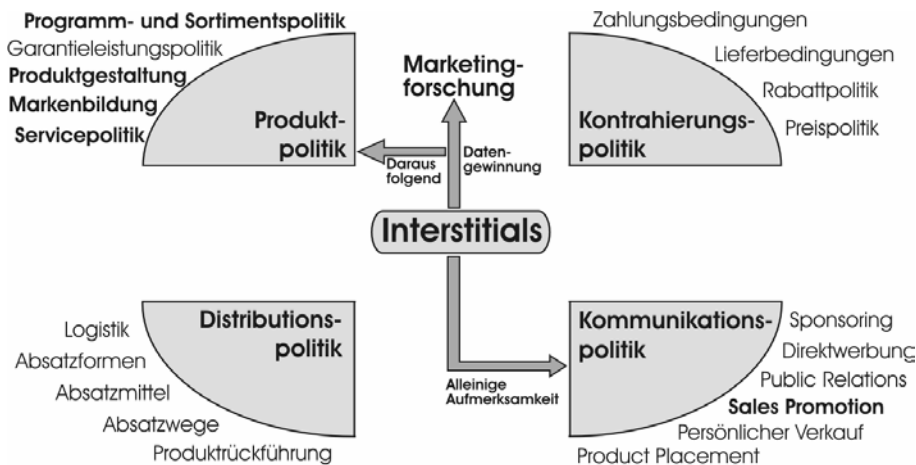 Programm- und Sortimentspolitik
Garantieleistungspolitik
Produktgestaltung
Markenbildung
Servicepolitik
Produkt-
politik
Marketing-
forschung
Daraus
folgend
Daten-
gewinnung
Zahlungsbedingungen
Lieferbedingungen
Rabattpolitik
Preispolitik
Kontrahierungs-
politik
Interstitials
Distributions-
politik
Logistik
Absatzformen
Absatzmittel
Absatzwege
Produktrückführung
Alleinige
Aufmerksamkeit
Kommunikations-
politik
Sponsoring
Direktwerbung
Public Relations
Sales Promotion
Persönlicher Verkauf
Product Placement